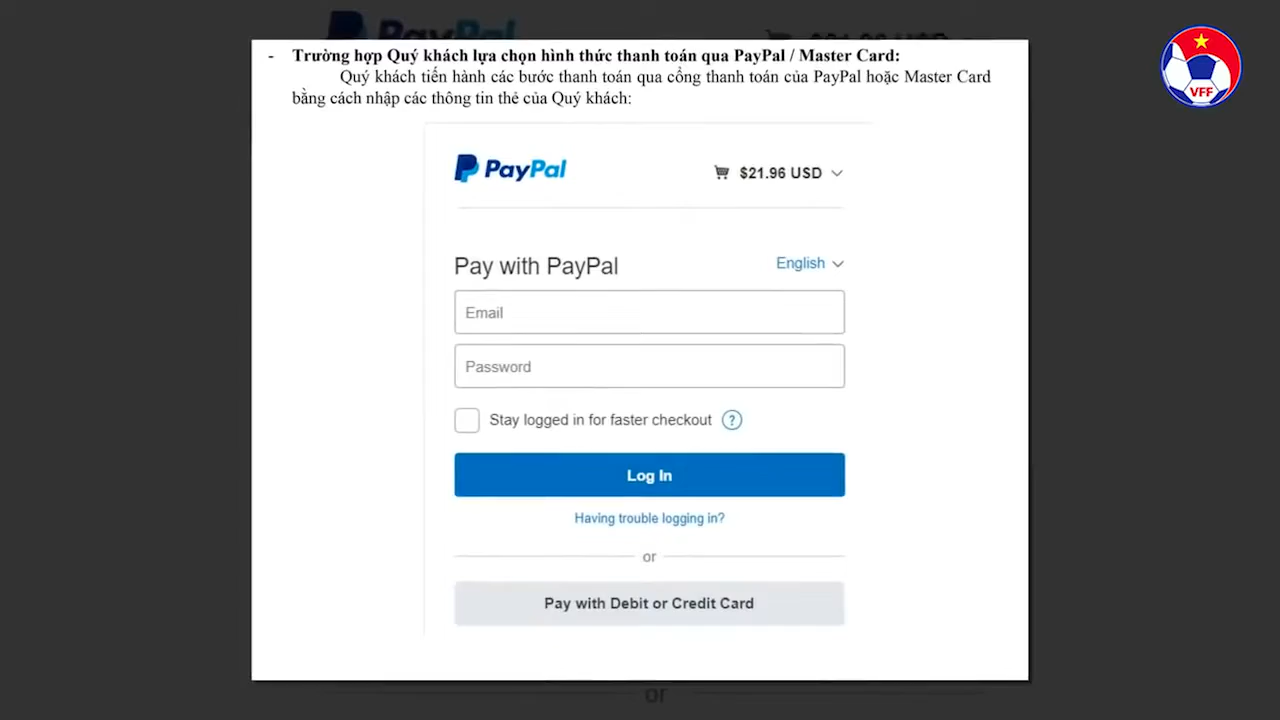 - Trường hợp Quý khách lựa chọn hình thức thanh toán qua PayPal / Master Card:
Quý khách tiến hành các bước thanh toán qua cổng thanh toán của PayPal hoặc Master Card
bằng cách nhập các thông tin thẻ của Quý khách:
VFF
PayPal
$21.96 USD
Pay with PayPal
English
Email
Password
Stay logged in for faster checkout ?
Log In
Having trouble logging in?
or
Pay with Debit or Credit Card
or